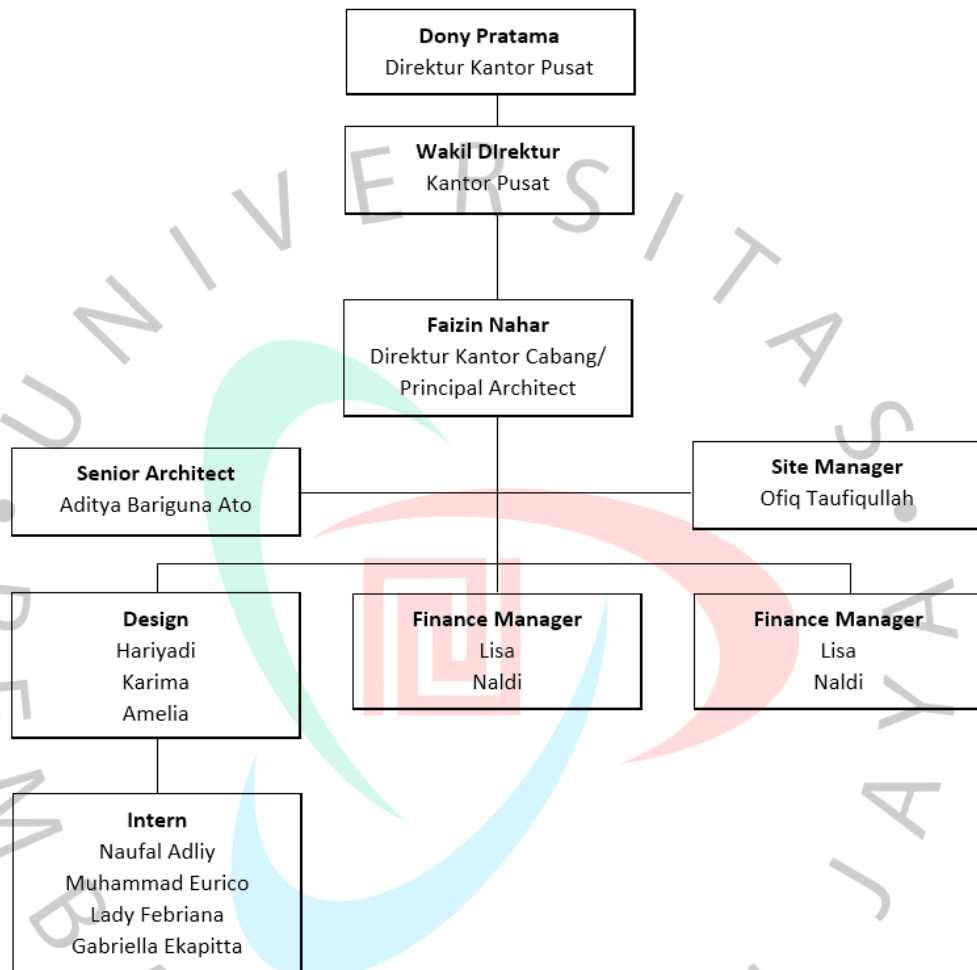 Dony Pratama
Direktur Kantor Pusat
Wakil DIrektur
Kantor Pusat
Faizin Nahar
Direktur Kantor Cabang/
Principal Architect
Senior Architect
Aditya Bariguna Ato
Site Manager
Ofiq Taufiqullah
Design
Hariyadi
Karima
Amelia
Finance Manager
Lisa
Naldi
Finance Manager
Lisa
Naldi
Intern
Naufal Adliy
Muhammad Eurico
Lady Febriana
Gabriella Ekapitta
UNIVERSITAS
JAYA